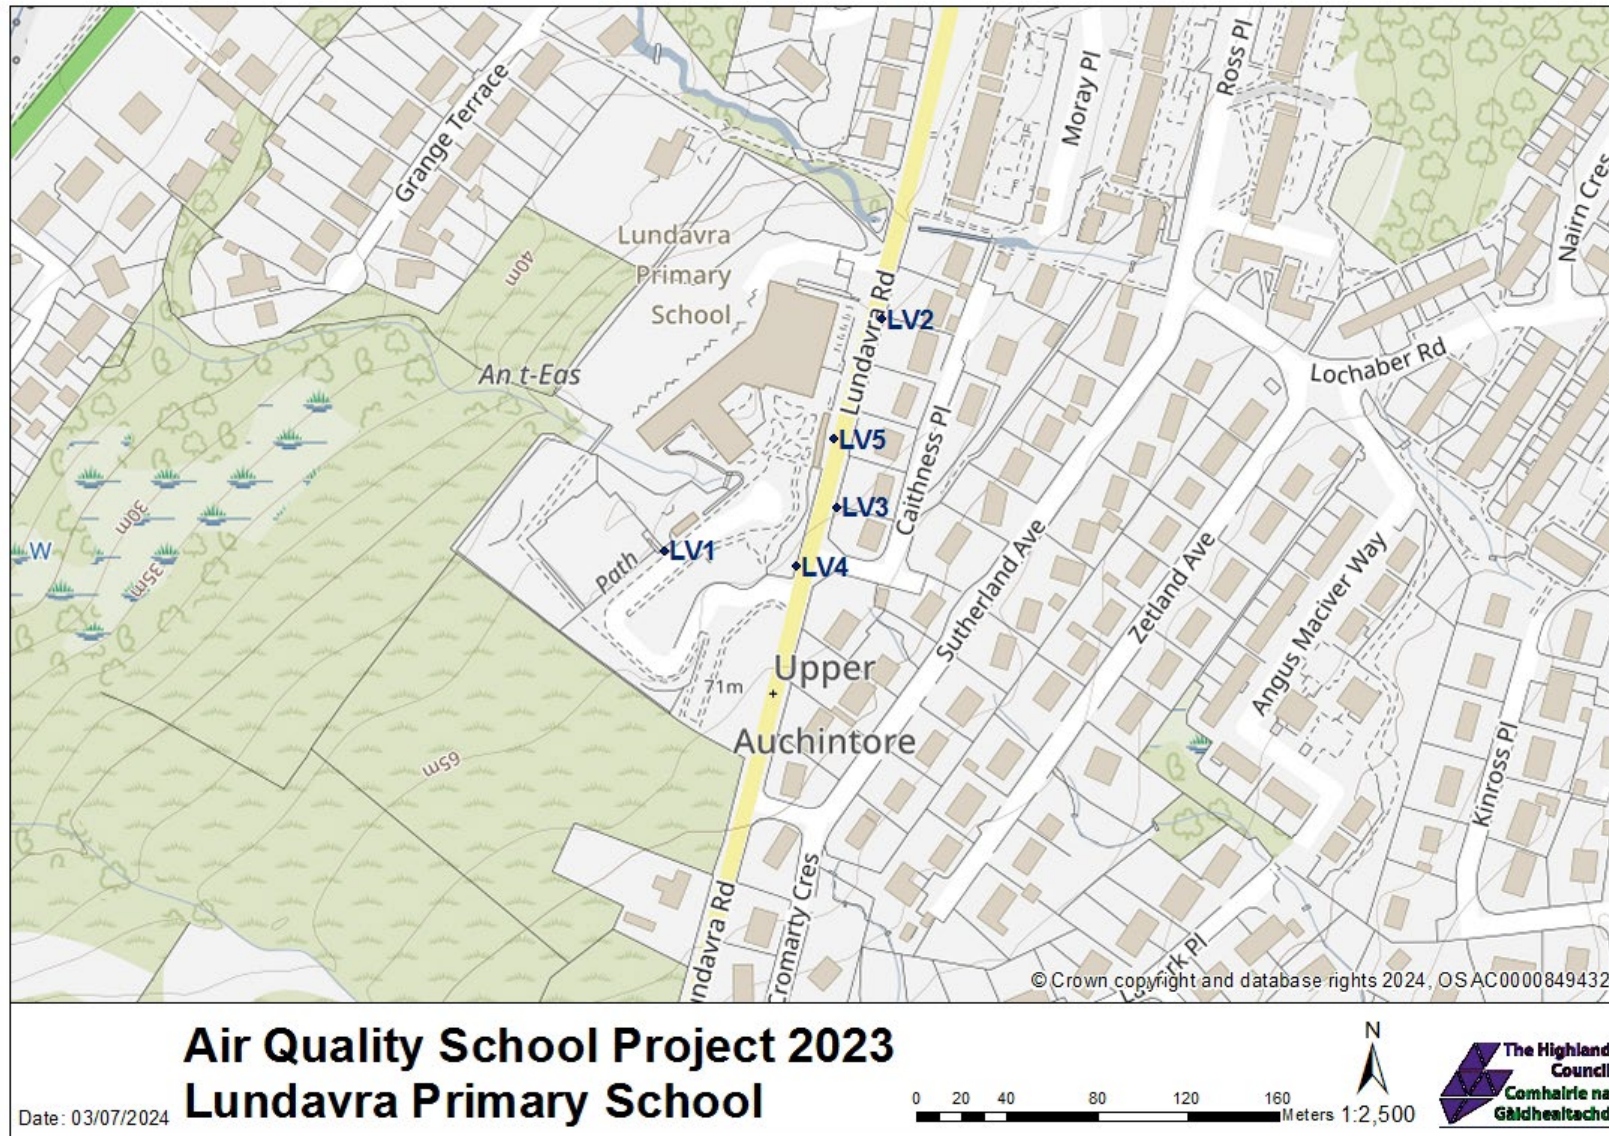 Grange Terrace
Moray Pl
Ross Pl
Nairn Cres
Lundavra
Primary
School
40m
An t-Eas
Lundavra Rd
LV2
Lochaber Rd
Caithness Pl
LV5
LV3
LV1
LV4
Path
W
30m
35m
Sutherland Ave
Zetland Ave
Angus Maciver Way
Kinross Pl
Upper
71m
Auchintore
65m
undavra Rd
Cromarty Cres
© Crown copyright and database rights 2024, OS AC0000849432
Air Quality School Project 2023
Lundavra Primary School
Date: 03/07/2024
0 20 40 80 120 160
Meters 1:2,500
N
The Highland
Council
Comhairle na
Gàidhealtachd